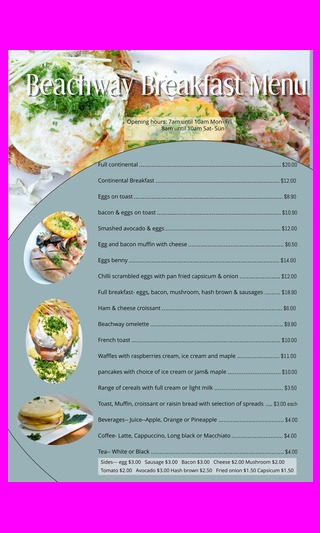 Beachway Breakfast Menu
Opening hours: 7am until 10am Mon-Fri
8am until 10am Sat- Sun
Full continental ........ $20.00
Continental Breakfast ........ $12.00
Eggs on toast ........ $8.90
bacon & eggs on toast ........ $10.90
Smashed avocado & eggs ........ $12.00
Egg and bacon muffin with cheese ........ $6.50
Eggs benny ........ $14.00
Chilli scrambled eggs with pan fried capsicum & onion ........ $12.00
Full breakfast- eggs, bacon, mushroom, hash brown & sausages ........ $18.90
Ham & cheese croissant ........ $6.00
Beachway omelette ........ $9.90
French toast ........ $10.00
Waffles with raspberries cream, ice cream and maple ........ $11.00
pancakes with choice of ice cream or jam& maple ........ $10.00
Range of cereals with full cream or light milk ........ $3.50
Toast, Muffin, croissant or raisin bread with selection of spreads ..... $3.00 each
Beverages-- Juice--Apple, Orange or Pineapple ........ $4.00
Coffee- Latte, Cappuccino, Long black or Macchiato ........ $4.00
Tea-- White or Black ........ $4.00
Sides--- egg $3.00 Sausage $3.00 Bacon $3.00 Cheese $2.00 Mushroom $2.00
Tomato $2.00 Avocado $3.00 Hash brown $2.50 Fried onion $1.50 Capsicum $1.50